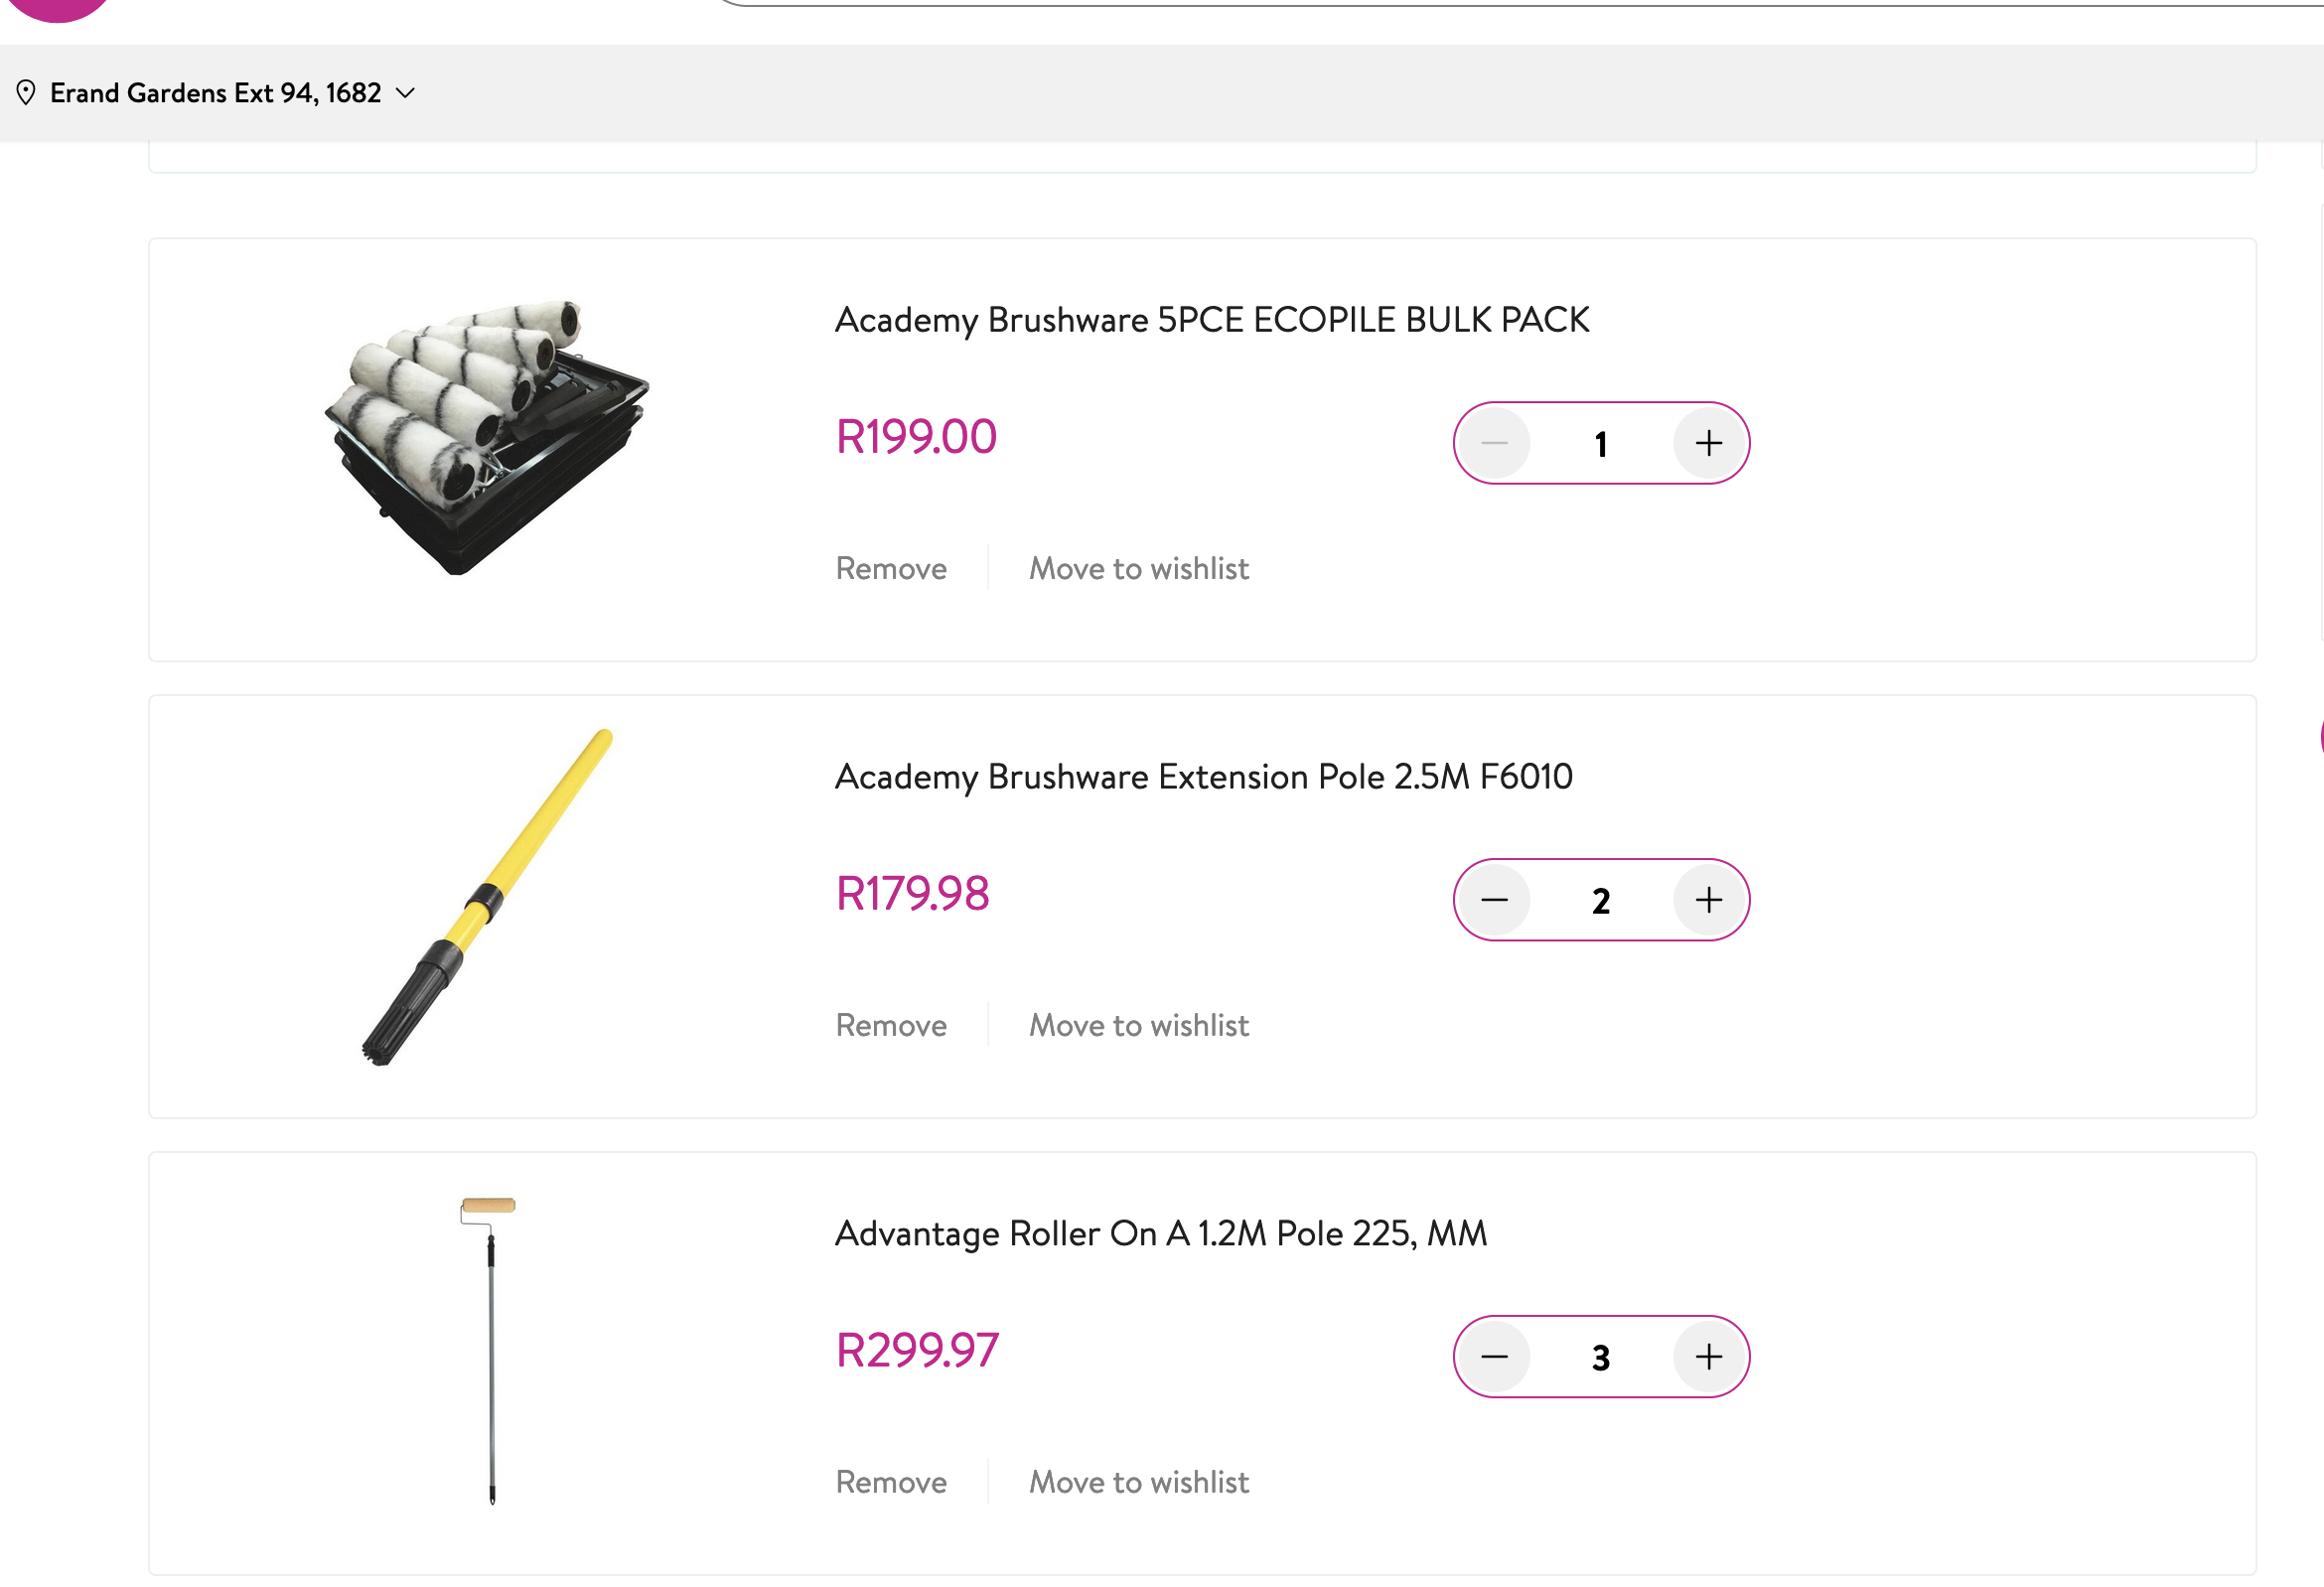 Erand Gardens Ext 94, 1682
Academy Brushware 5PCE ECOPILE BULK PACK
R199.00
1
Remove
Move to wishlist
Academy Brushware Extension Pole 2.5M F6010
R179.98
2
Remove
Move to wishlist
Advantage Roller On A 1.2M Pole 225, MM
R299.97
3
Remove
Move to wishlist